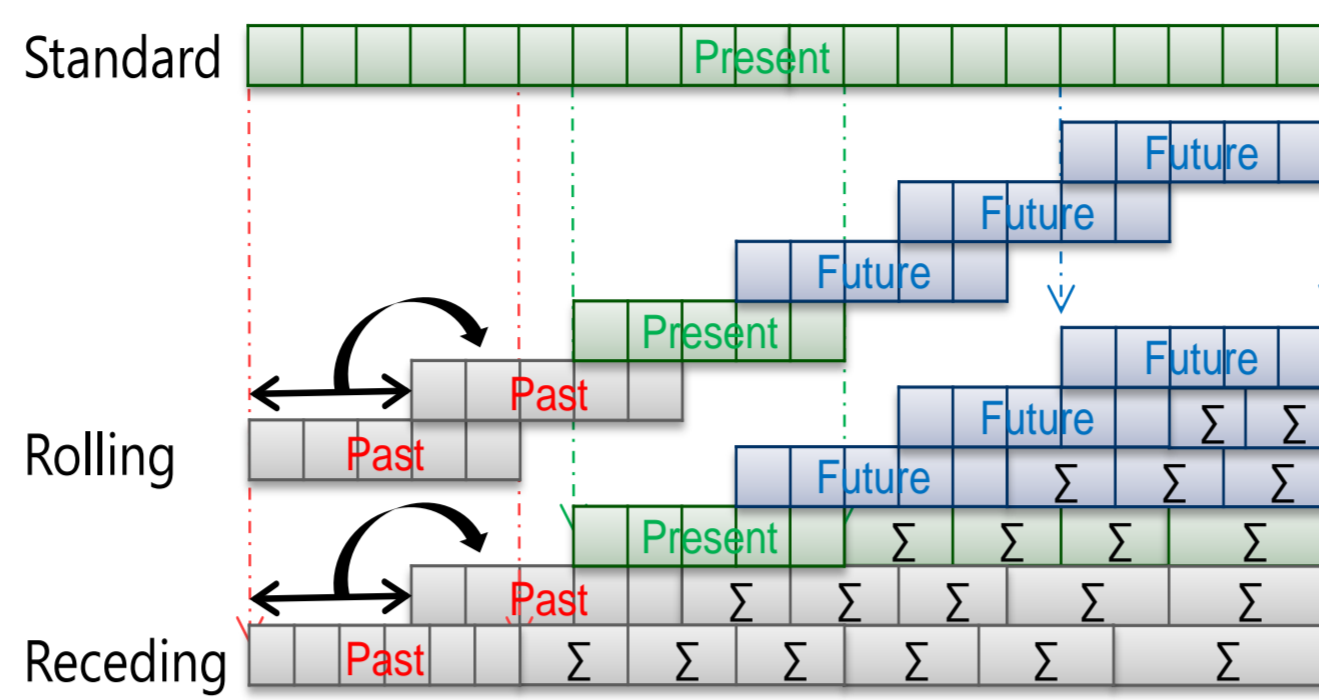 Standard Present
Future
Future
Future
Present
Past
Rolling Past
Future
Future Σ Σ
Future Σ Σ Σ
Present Σ Σ Σ Σ
Past Σ Σ Σ Σ Σ
Receding Past Σ Σ Σ Σ Σ Σ